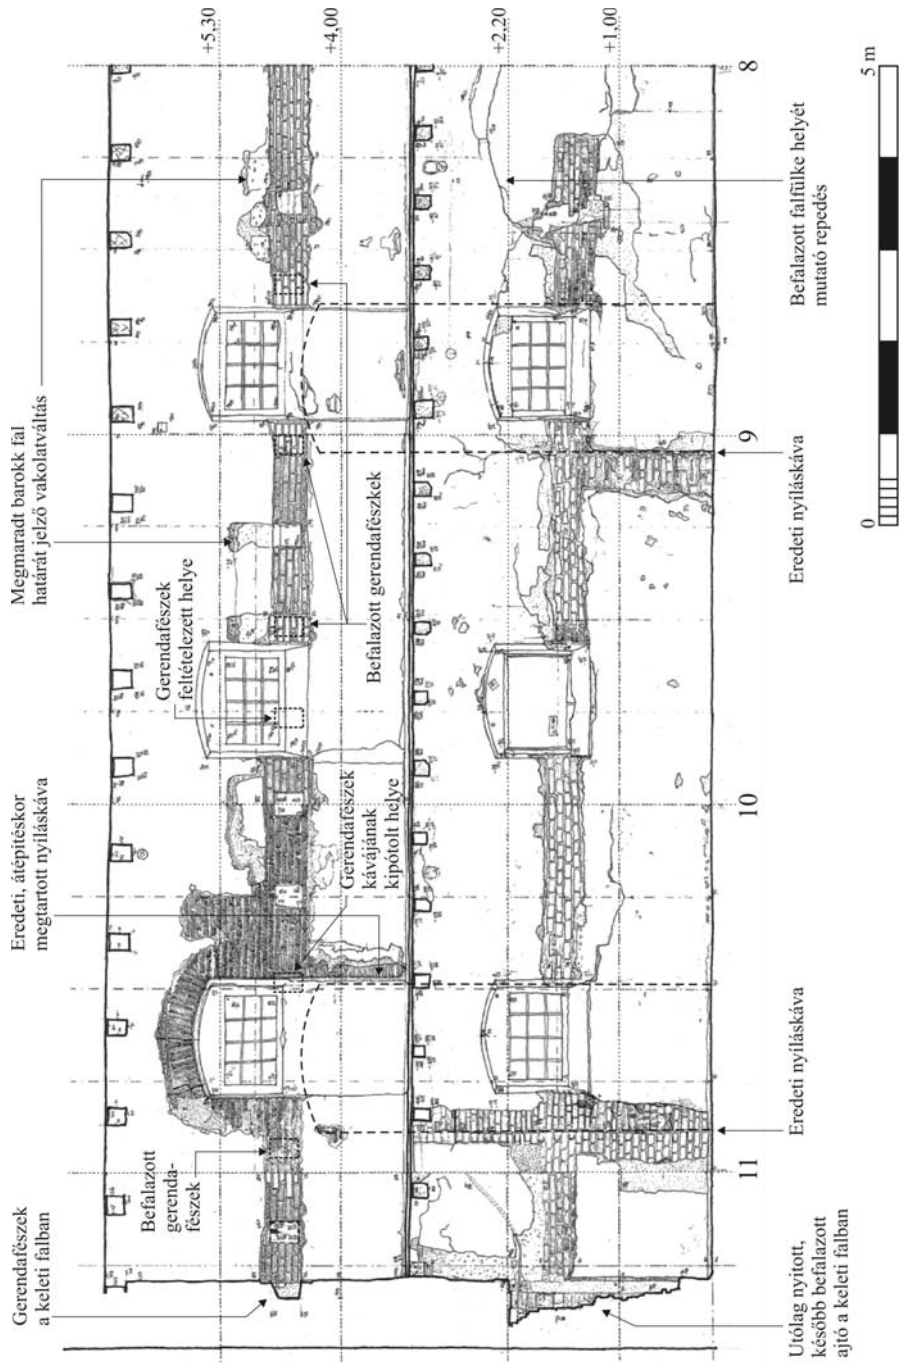 Gerendafészek
a keleti falban
Eredeti, átépítéskor
megtartott nyíláskáva
Megmaradt barokk fal
határát jelző vakolatváltás
Befalazott
gerenda-
fészek
Gerendafészek
feltételezett helye
+5,30
Gerendafészek
kávájának
kipótolt helye
Befalazott gerendafészkek
+4,00
+2,20
+1,00
11
10
9
8
Utólag nyitott,
később befalazott
ajtó a keleti falban
Eredeti nyíláskáva
Eredeti nyíláskáva
Befalazott falfülke helyét
mutató repedés
0
5 m